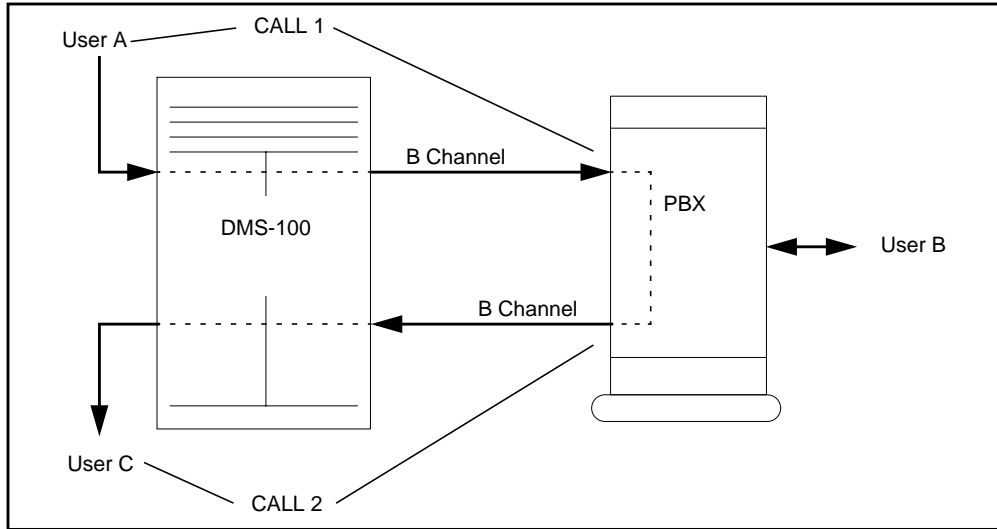 CALL 1
User A
B Channel
PBX
DMS-100
User B
B Channel
User C
CALL 2